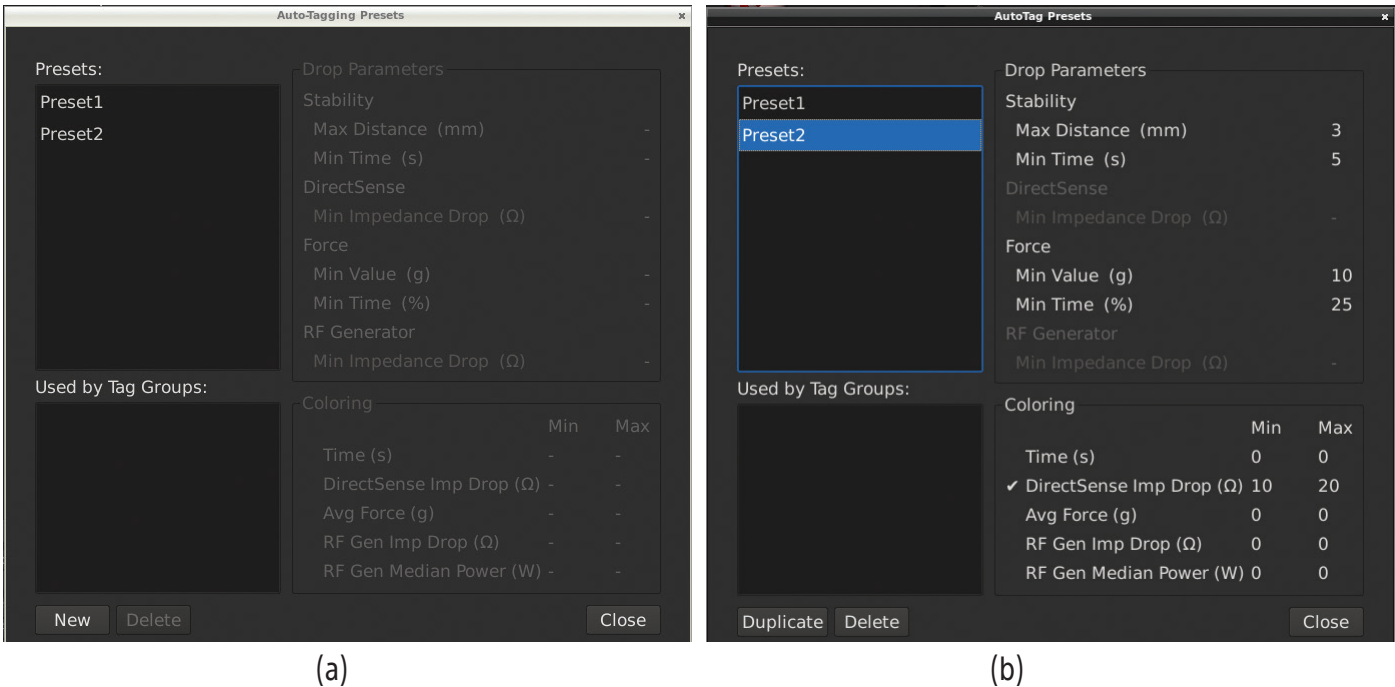 Auto-Tagging Presets ×
Presets:
Preset1
Preset2
Used by Tag Groups:
Drop Parameters
Stability
Max Distance (mm) -
Min Time (s) -
DirectSense
Min Impedance Drop (Ω) -
Force
Min Value (g) -
Min Time (%) -
RF Generator
Min Impedance Drop (Ω) -
Coloring
Min Max
Time (s) - -
DirectSense Imp Drop (Ω) - -
Avg Force (g) - -
RF Gen Imp Drop (Ω) - -
RF Gen Median Power (W) - -
New Delete Close
(a)
AutoTag Presets ×
Presets:
Preset1
Preset2
Used by Tag Groups:
Drop Parameters
Stability
Max Distance (mm) 3
Min Time (s) 5
DirectSense
Min Impedance Drop (Ω) -
Force
Min Value (g) 10
Min Time (%) 25
RF Generator
Min Impedance Drop (Ω) -
Coloring
Min Max
Time (s) 0 0
✔ DirectSense Imp Drop (Ω) 10 20
Avg Force (g) 0 0
RF Gen Imp Drop (Ω) 0 0
RF Gen Median Power (W) 0 0
Duplicate Delete Close
(b)